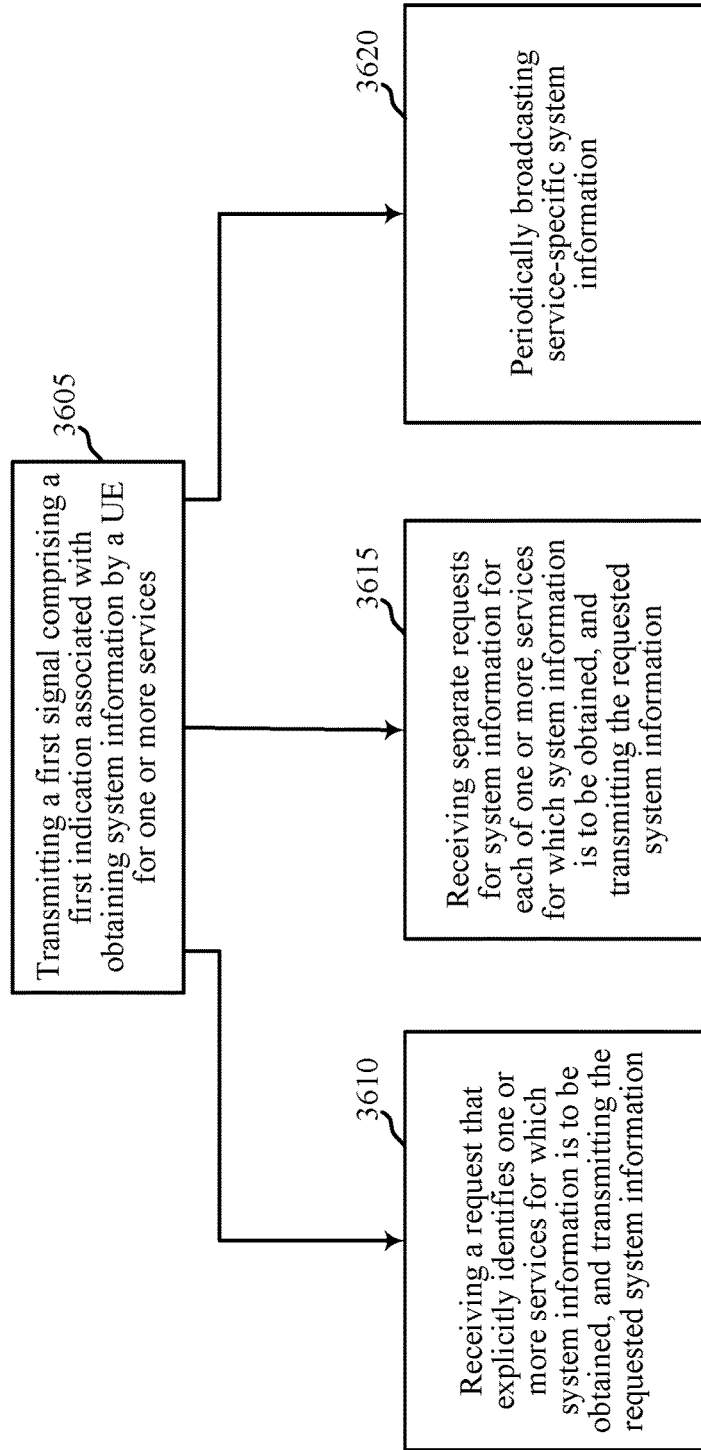 3605
Transmitting a first signal comprising a
first indication associated with
obtaining system information by a UE
for one or more services
3610
Receiving a request that
explicitly identifies one or
more services for which
system information is to be
obtained, and transmitting the
requested system information
3615
Receiving separate requests
for system information for
each of one or more services
for which system information
is to be obtained, and
transmitting the requested
system information
3620
Periodically broadcasting
service-specific system
information